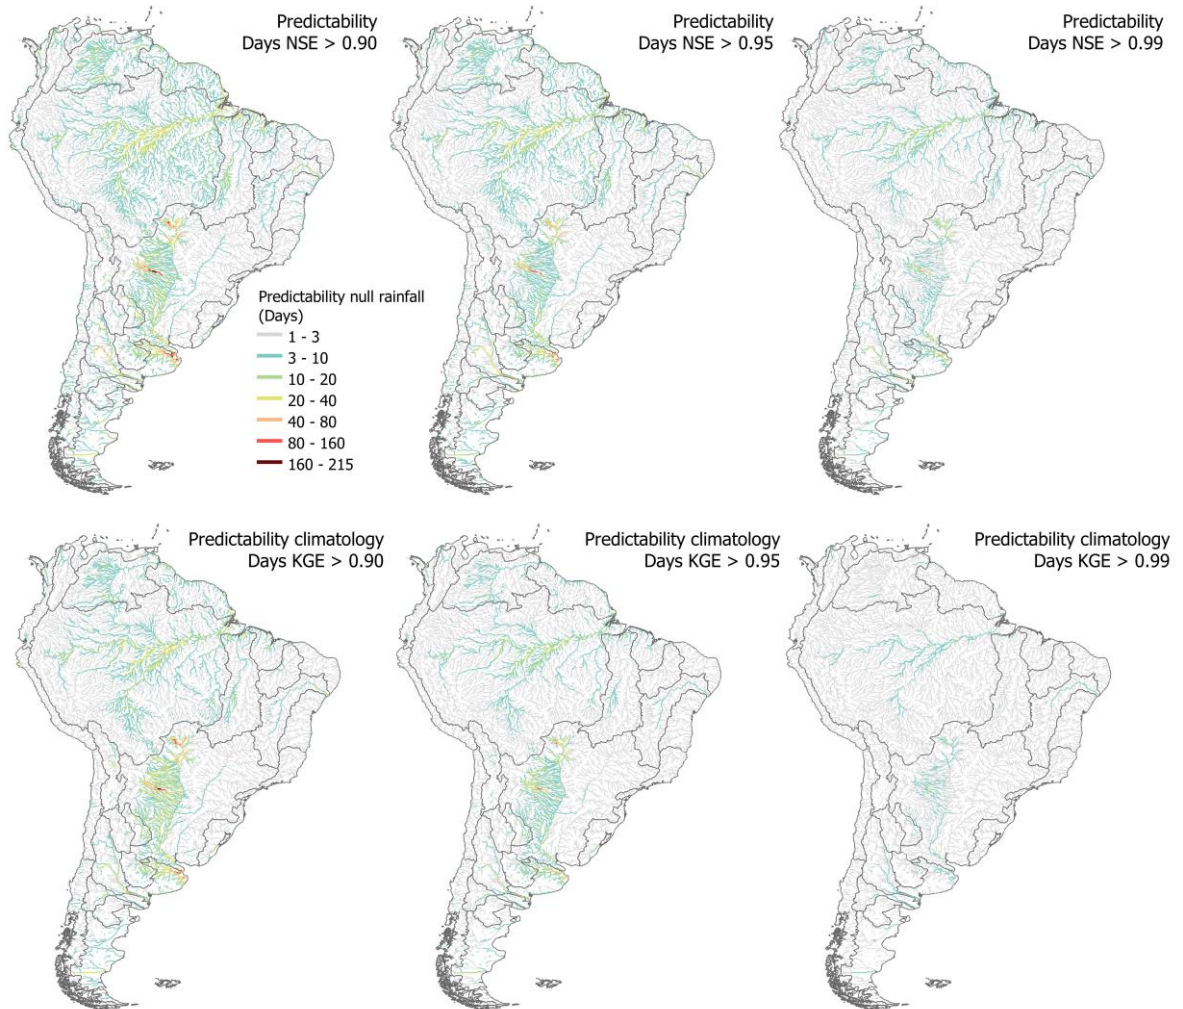 Predictability
Days NSE > 0.90
Predictability
Days NSE > 0.95
Predictability
Days NSE > 0.99
Predictability null rainfall
(Days)
1 - 3
3 - 10
10 - 20
20 - 40
40 - 80
80 - 160
160 - 215
Predictability climatology
Days KGE > 0.90
Predictability climatology
Days KGE > 0.95
Predictability climatology
Days KGE > 0.99